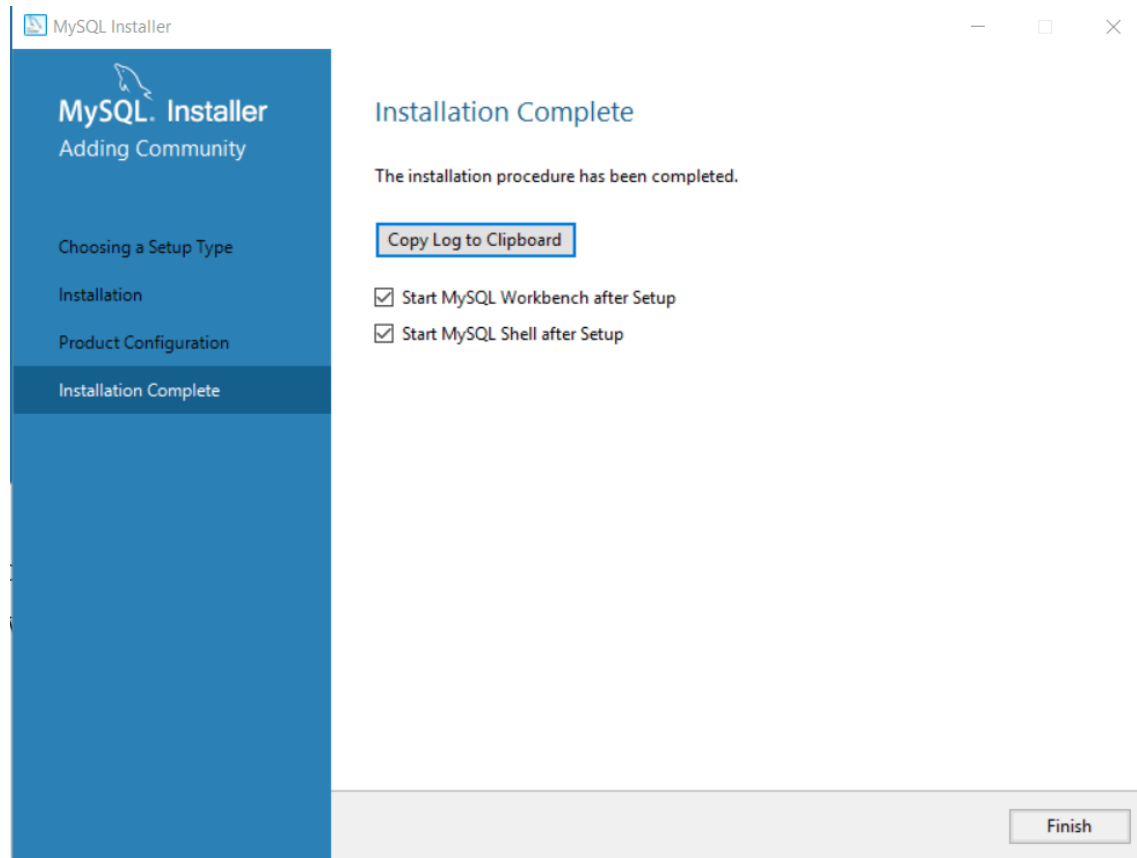 MySQL Installer
MySQL. Installer
Adding Community
Choosing a Setup Type
Installation
Product Configuration
Installation Complete
Installation Complete
The installation procedure has been completed.
Copy Log to Clipboard
Start MySQL Workbench after Setup
Start MySQL Shell after Setup
Finish